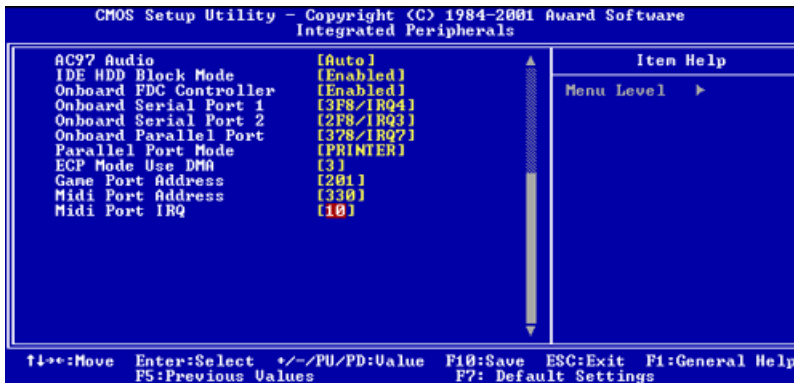 CMOS Setup Utility - Copyright (C) 1984-2001 Award Software
Integrated Peripherals
AC97 Audio [Auto]
IDE HDD Block Mode [Enabled]
Onboard FDC Controller [Enabled]
Onboard Serial Port 1 [3F8/IRQ4]
Onboard Serial Port 2 [2F8/IRQ3]
Onboard Parallel Port [378/IRQ7]
Parallel Port Mode [PRINTER]
ECP Mode Use DMA [3]
Game Port Address [201]
Midi Port Address [330]
Midi Port IRQ [10]
Item Help
Menu Level ►
↑↓→←:Move Enter:Select +/-/PU/PD:Value F10:Save ESC:Exit F1:General Help
F5:Previous Values F7: Default Settings